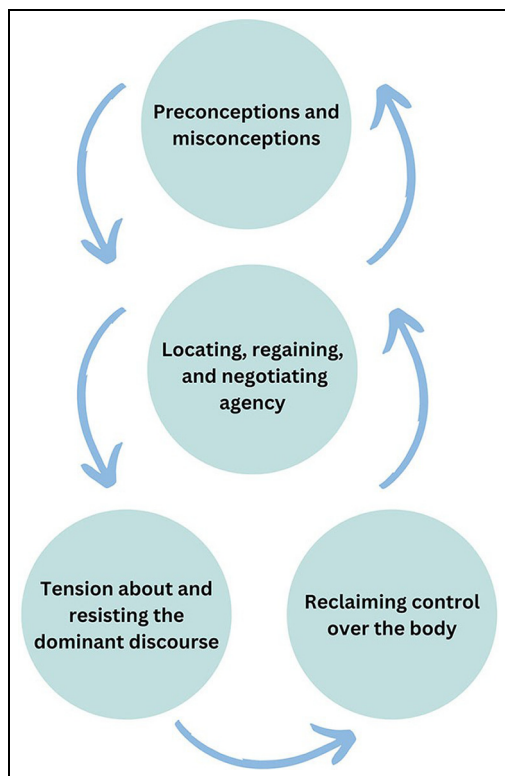 Preconceptions and
misconceptions
Locating, regaining,
and negotiating
agency
Tension about and
resisting the
dominant discourse
Reclaiming control
over the body